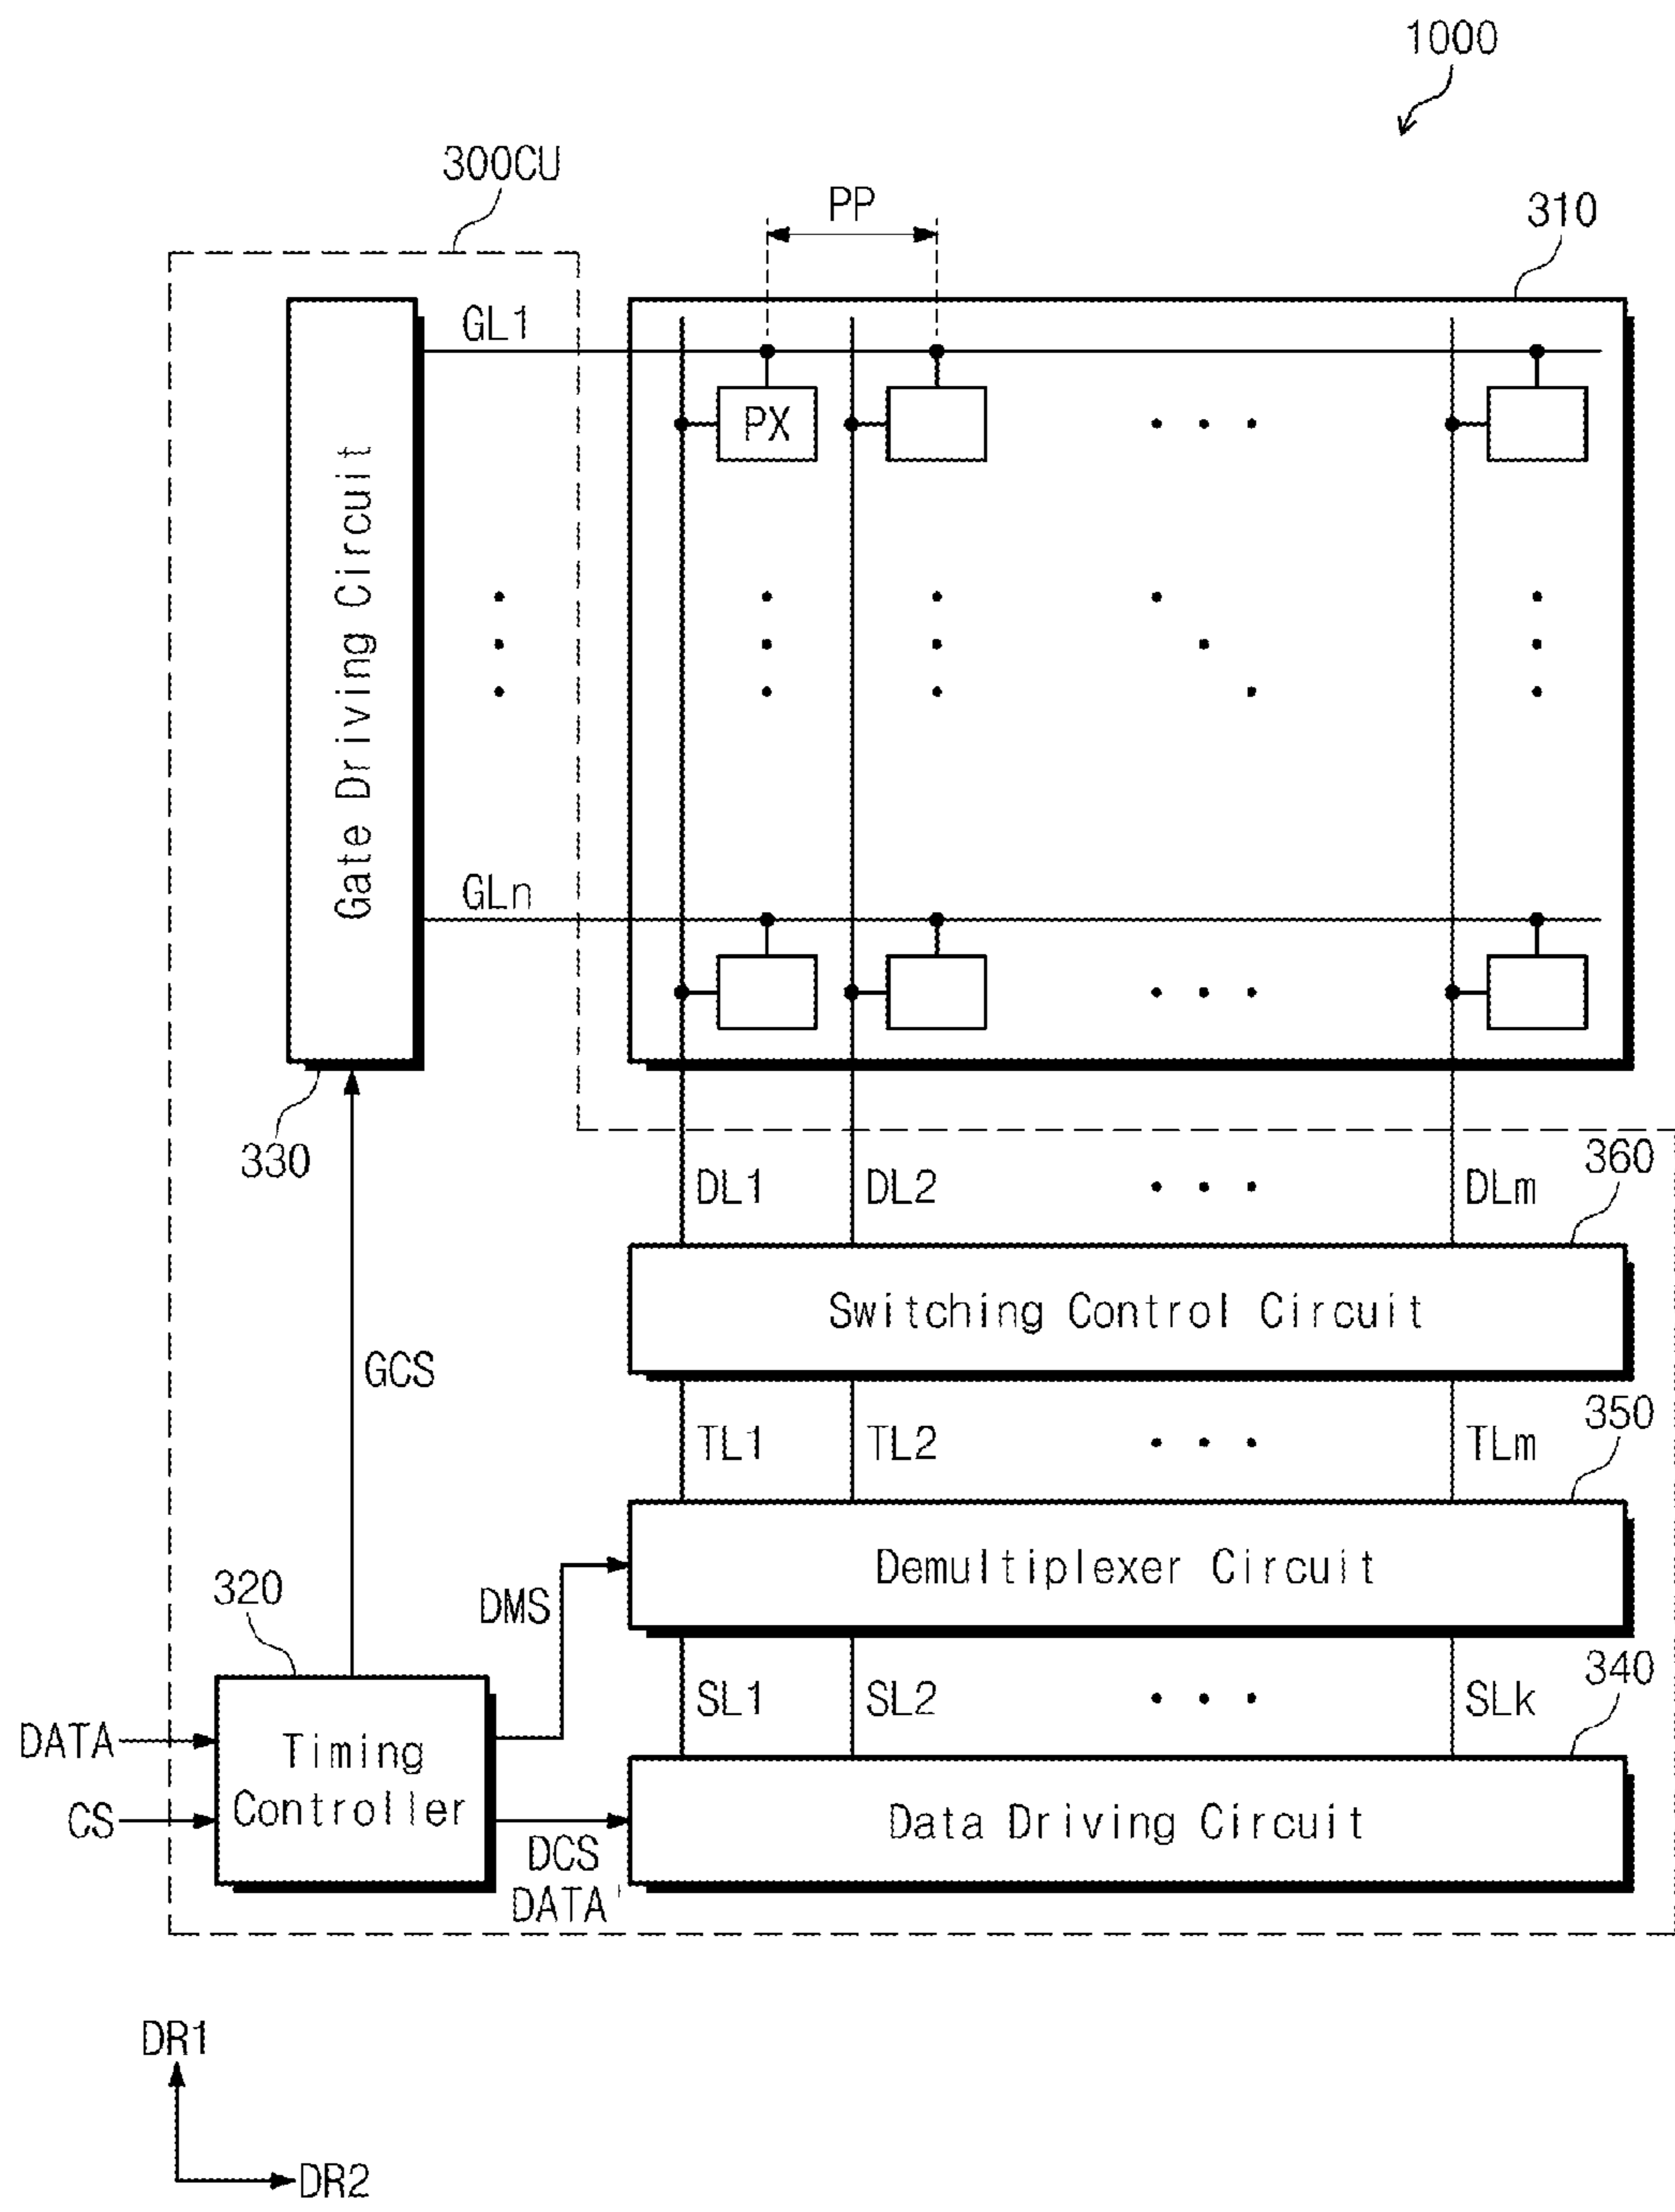 1000
300CU
PP
310
GL1
PX
Gate Driving Circuit
GLn
330
360
DL1
DL2
DLm
Switching Control Circuit
GCS
350
TL1
TL2
TLm
Demultiplexer Circuit
320
DMS
340
SL1
SL2
SLk
DATA
Timing
Controller
CS
Data Driving Circuit
DCS
DATA'
DR1
DR2